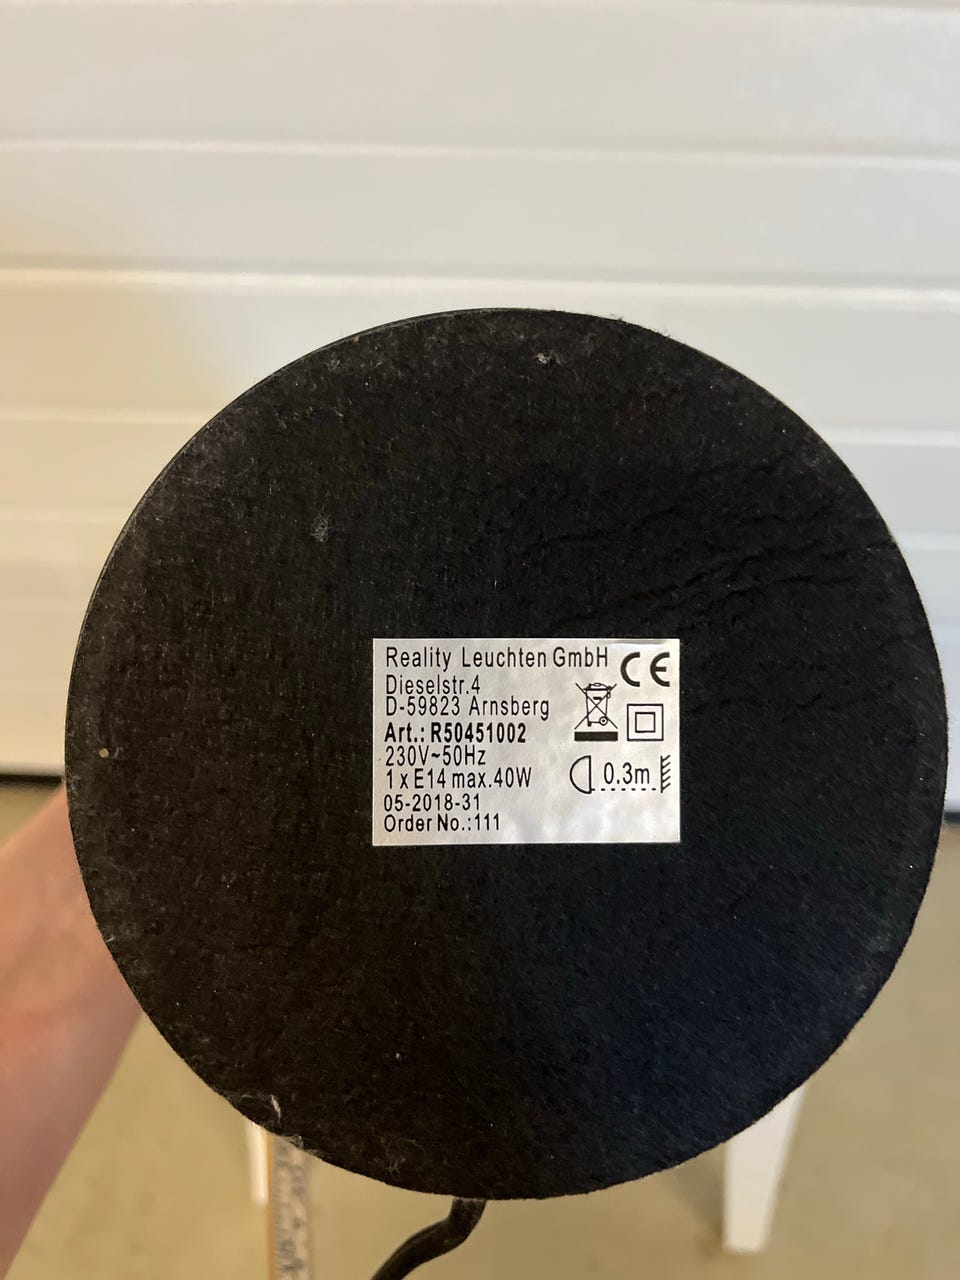 Reality Leuchten GmbH CE
Dieselstr.4
D-59823 Arnsberg
Art.: R50451002
230V~50Hz
1 x E14 max.40W
0.3m
05-2018-31
Order No.:111